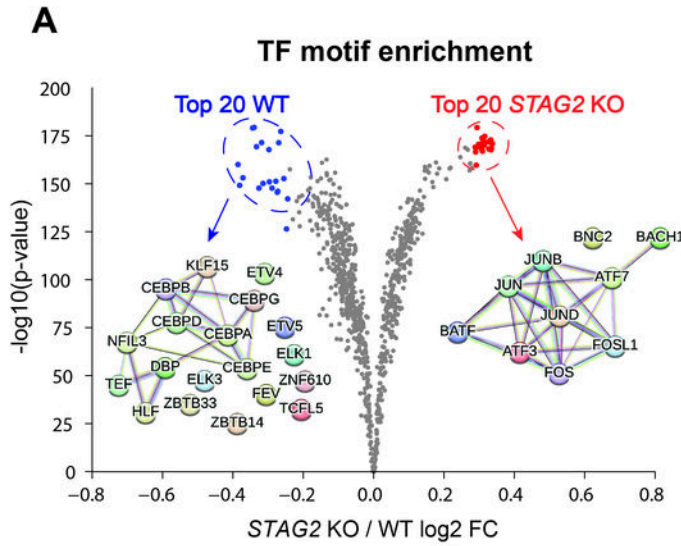 A
TF motif enrichment
Top 20 WT
Top 20 STAG2 KO
-log10(p-value)
200
175
150
125
100
75
50
25
0
KLF15
ETV4
CEBPB
CEBPG
CEBPD
CEBPA
ETV5
NFIL3
ELK1
DBP
CEBPE
TEF
ELK3
ZNF610
HLF
ZBTB33
FEV
TCFL5
ZBTB14
BNC2
BACH1
JUNB
JUN
ATF7
JUND
BATF
ATF3
FOSL1
FOS
−0.8 −0.6 −0.4 −0.2 0.0 0.2 0.4 0.6 0.8
STAG2 KO / WT log2 FC